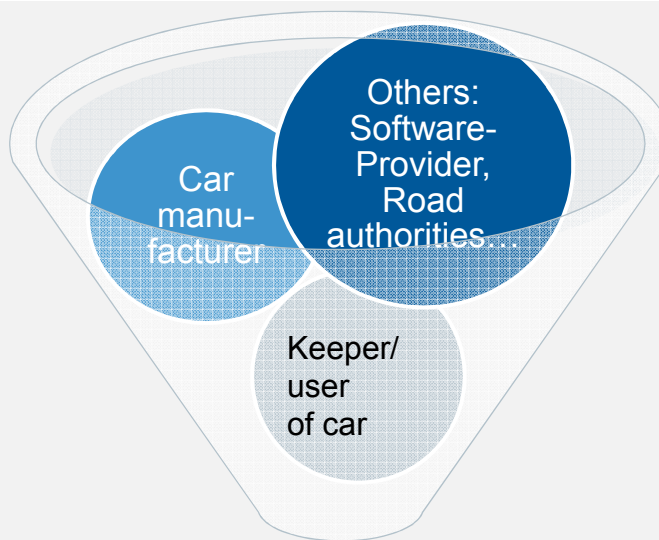 Others:
Software-
Provider,
Road
authorities…
Car
manu-
facturer
Keeper/
user
of car